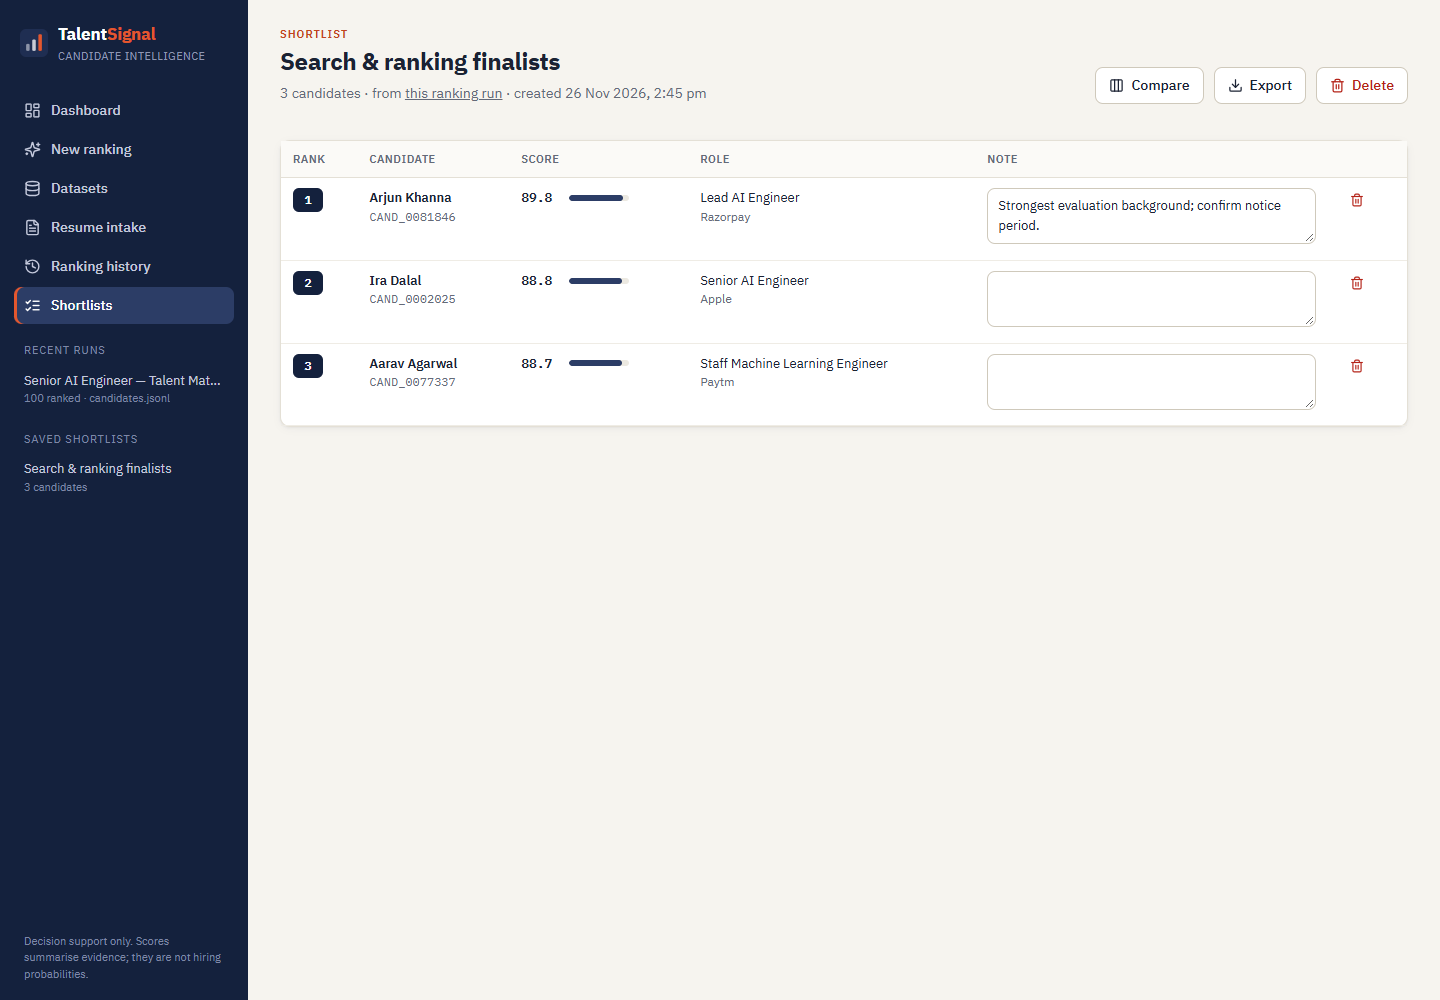 TalentSignal
CANDIDATE INTELLIGENCE
Dashboard
New ranking
Datasets
Resume intake
Ranking history
Shortlists
RECENT RUNS
Senior AI Engineer — Talent Mat...
100 ranked · candidates.jsonl
SAVED SHORTLISTS
Search & ranking finalists
3 candidates
Decision support only. Scores
summarise evidence; they are not hiring
probabilities.
SHORTLIST
Search & ranking finalists
3 candidates · from this ranking run · created 26 Nov 2026, 2:45 pm
Compare
Export
Delete
RANK CANDIDATE SCORE ROLE NOTE
1 Arjun Khanna 89.8 Lead AI Engineer Strongest evaluation background; confirm notice
CAND_0081846 Razorpay period.
2 Ira Dalal 88.8 Senior AI Engineer
CAND_0002025 Apple
3 Aarav Agarwal 88.7 Staff Machine Learning Engineer
CAND_0077337 Paytm